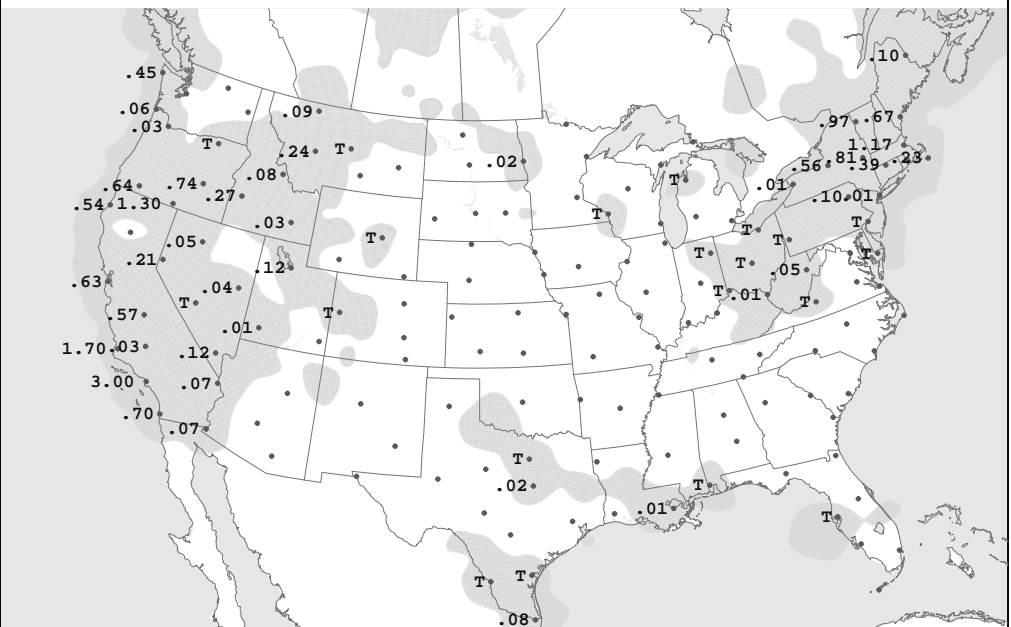 .10
.45
.06
.09
.03
.97 .67
T
.24 T
1.17
.02
.56 .81 .39 .23
.08
T
.64 .74 .27
.01
.54 1.30
.10 .01
T
.03
T
T
.05
T
T
T
T
.21
.12
T
.05
.63
.04
T .01
T
T
.57
T
.01
1.70 .03
.12
3.00
.07
.70
.07
T
.02
T
.01
T
T
T
.08